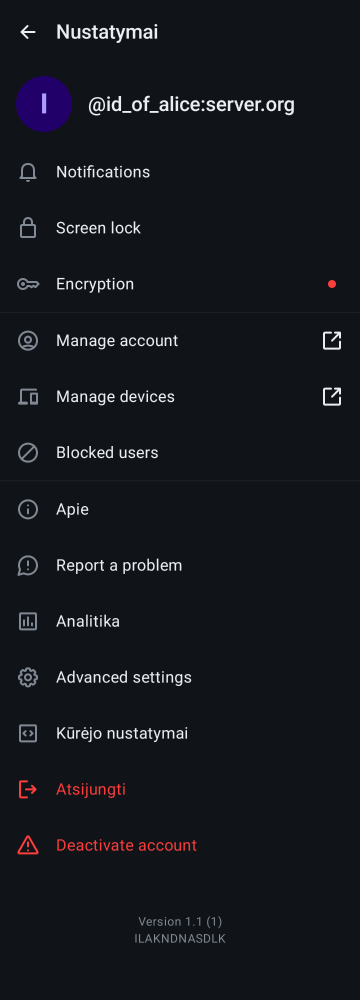 Nustatymai
I
@id_of_alice:server.org
Notifications
Screen lock
Encryption
Manage account
Manage devices
Blocked users
Apie
Report a problem
Analitika
Advanced settings
Kūrėjo nustatymai
Atsijungti
Deactivate account
Version 1.1 (1)
ILAKNDNASDLK